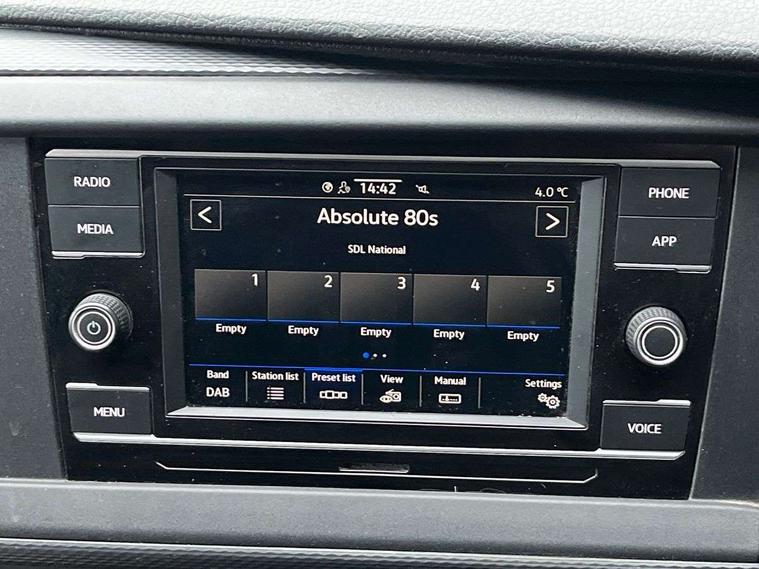 RADIO
MEDIA
MENU
14:42
4.0 °C
< Absolute 80s >
SDL National
1 2 3 4 5
Empty Empty Empty Empty Empty
Band Station list Preset list View Manual Settings
DAB
PHONE
APP
VOICE